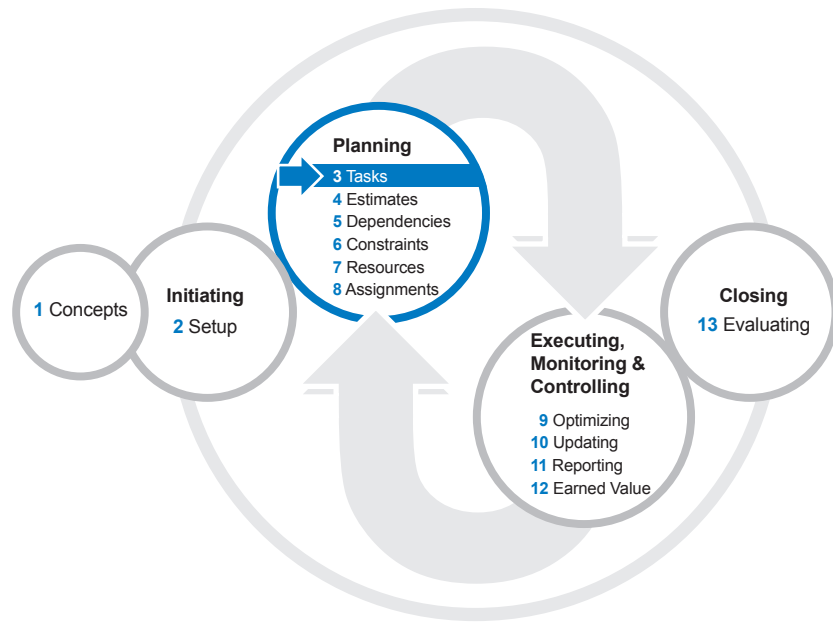 1 Concepts
Initiating
2 Setup
Planning
3 Tasks
4 Estimates
5 Dependencies
6 Constraints
7 Resources
8 Assignments
Executing,
Monitoring &
Controlling
9 Optimizing
10 Updating
11 Reporting
12 Earned Value
Closing
13 Evaluating